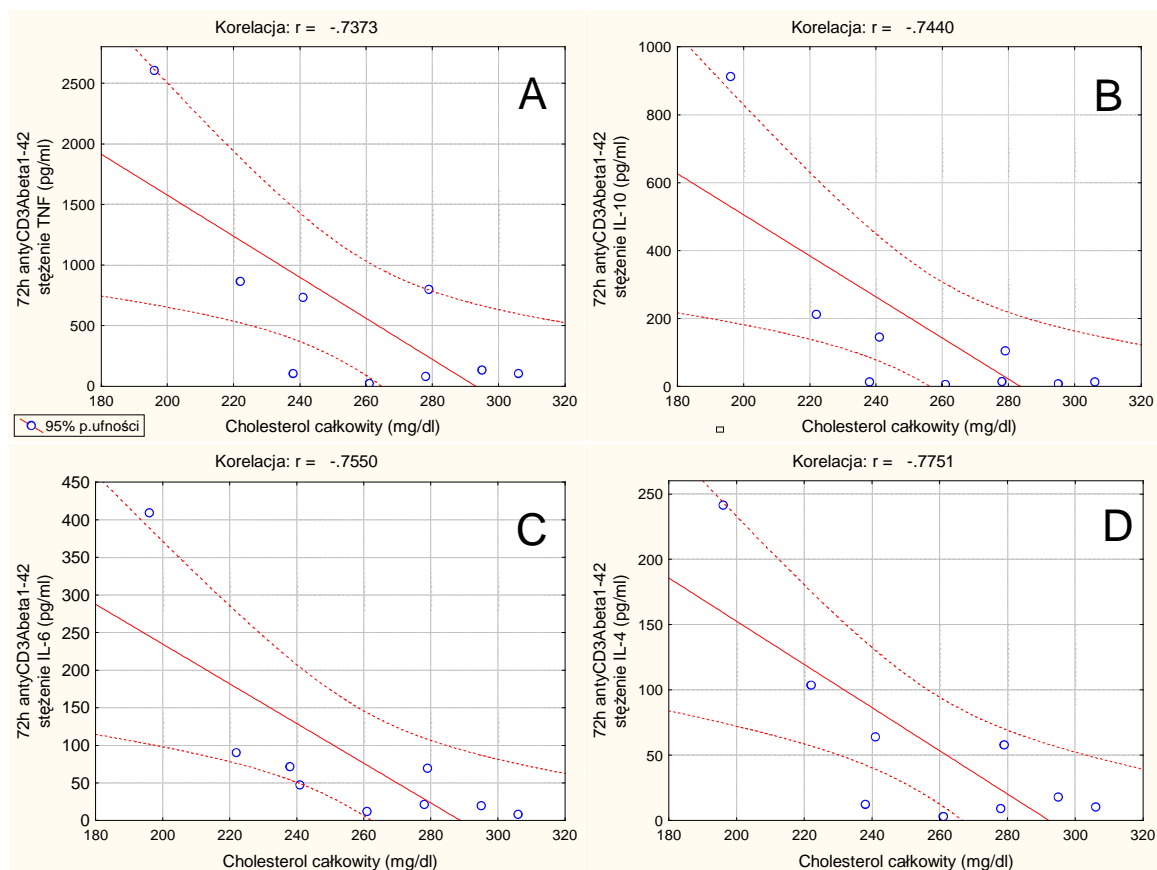 Korelacja: r = -.7373
A
72h antyCD3Abeta1-42
stężenie TNF (pg/ml)
2500
2000
1500
1000
500
0
180 200 220 240 260 280 300 320
Cholesterol całkowity (mg/dl)
95% p.ufności
Korelacja: r = -.7440
B
72h antyCD3Abeta1-42
stężenie IL-10 (pg/ml)
1000
800
600
400
200
0
180 200 220 240 260 280 300 320
Cholesterol całkowity (mg/dl)
Korelacja: r = -.7550
C
72h antyCD3Abeta1-42
stężenie IL-6 (pg/ml)
450
400
350
300
250
200
150
100
50
0
180 200 220 240 260 280 300 320
Cholesterol całkowity (mg/dl)
Korelacja: r = -.7751
D
72h antyCD3Abeta1-42
stężenie IL-4 (pg/ml)
250
200
150
100
50
0
180 200 220 240 260 280 300 320
Cholesterol całkowity (mg/dl)